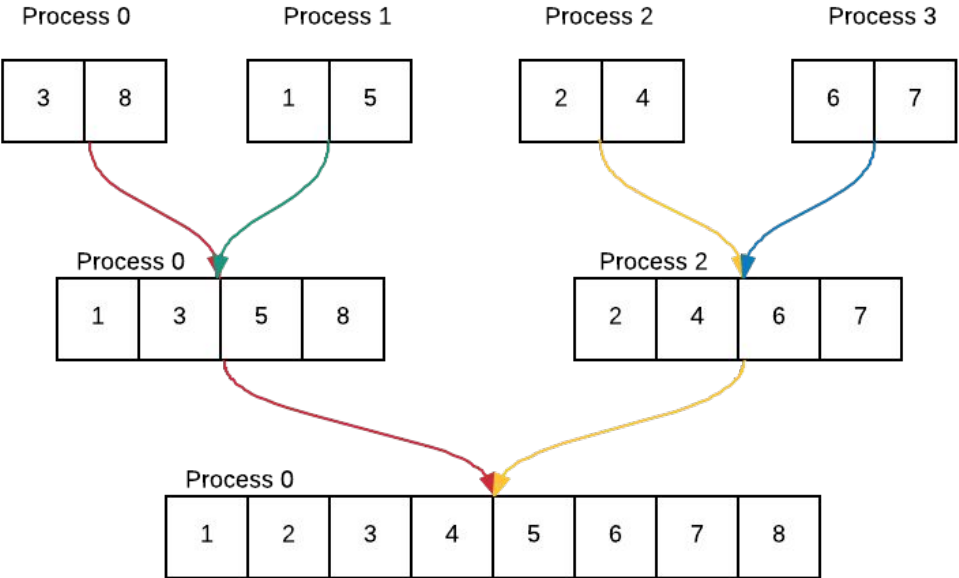 Process 0 Process 1 Process 2 Process 3
3 8 1 5 2 4 6 7
Process 0 Process 2
1 3 5 8 2 4 6 7
Process 0
1 2 3 4 5 6 7 8